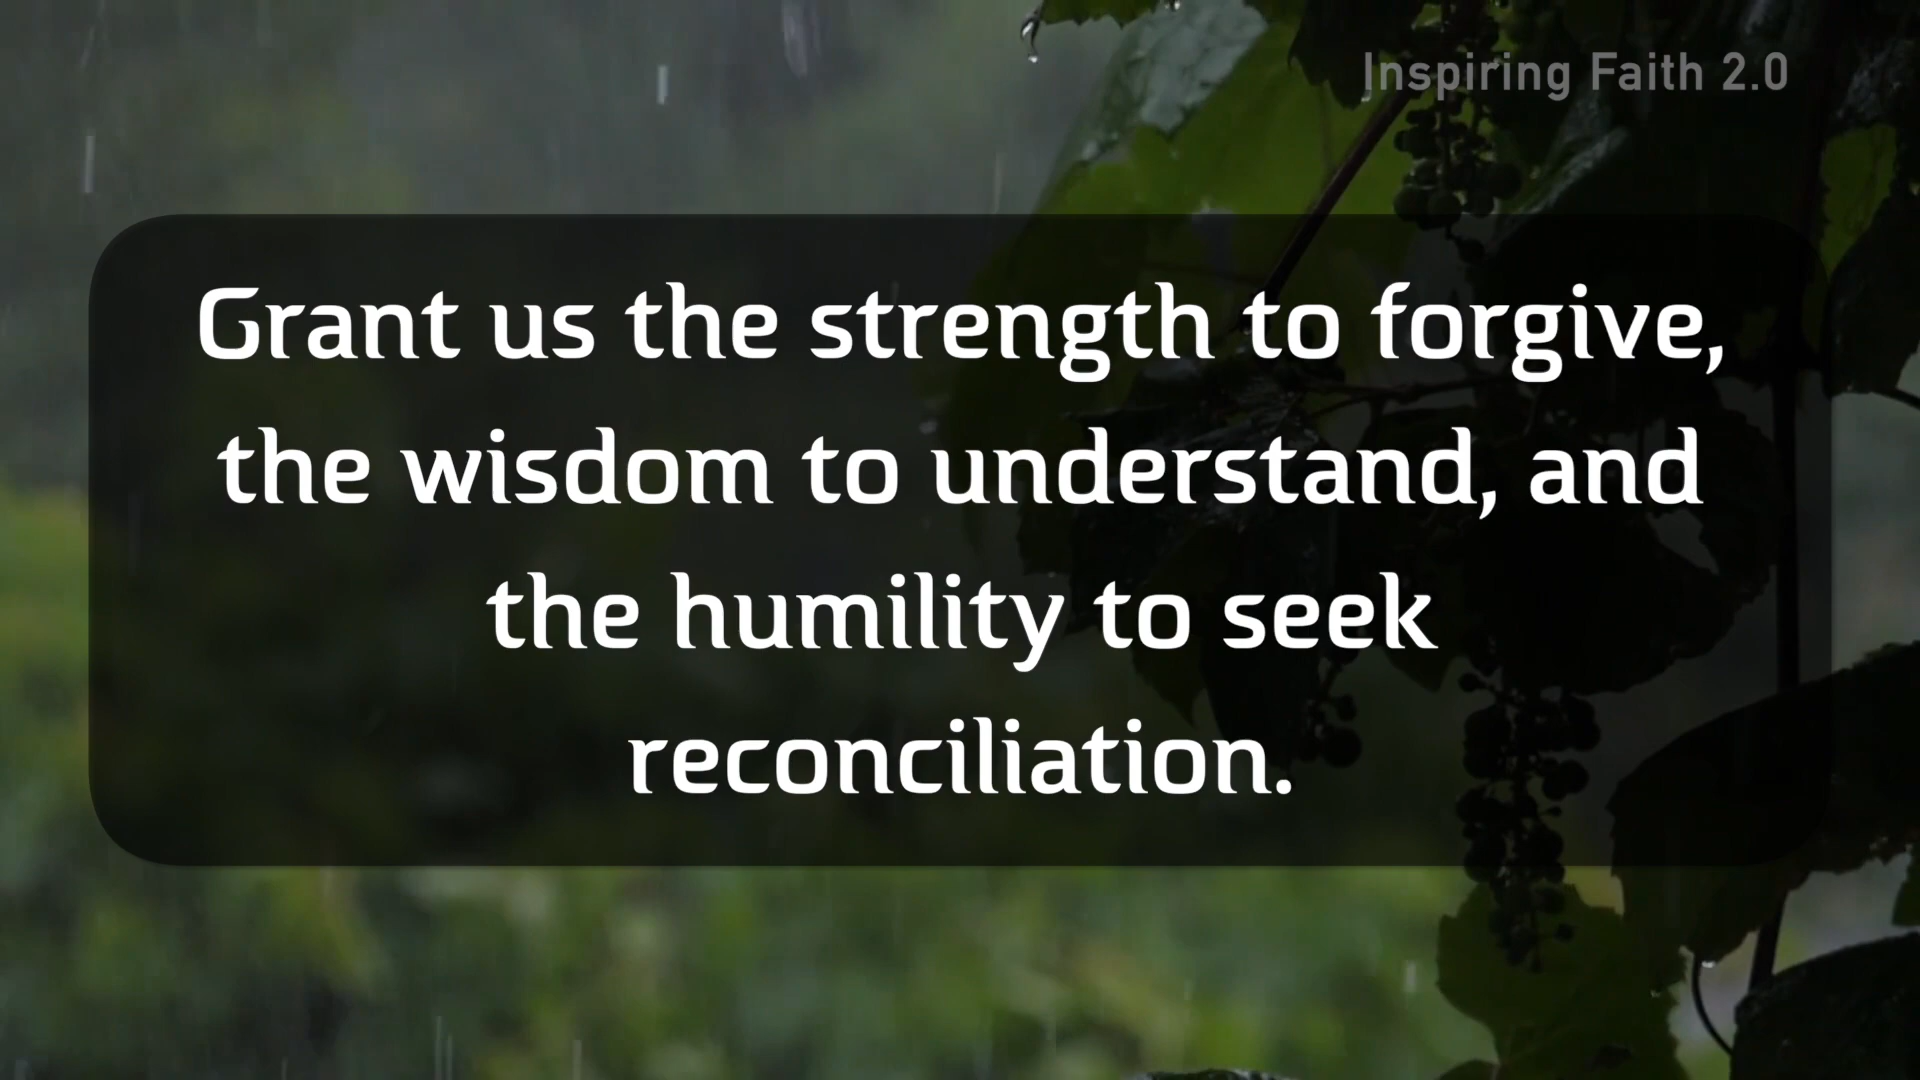 Inspiring Faith 2.0
Grant us the strength to forgive,
the wisdom to understand, and
the humility to seek
reconciliation.